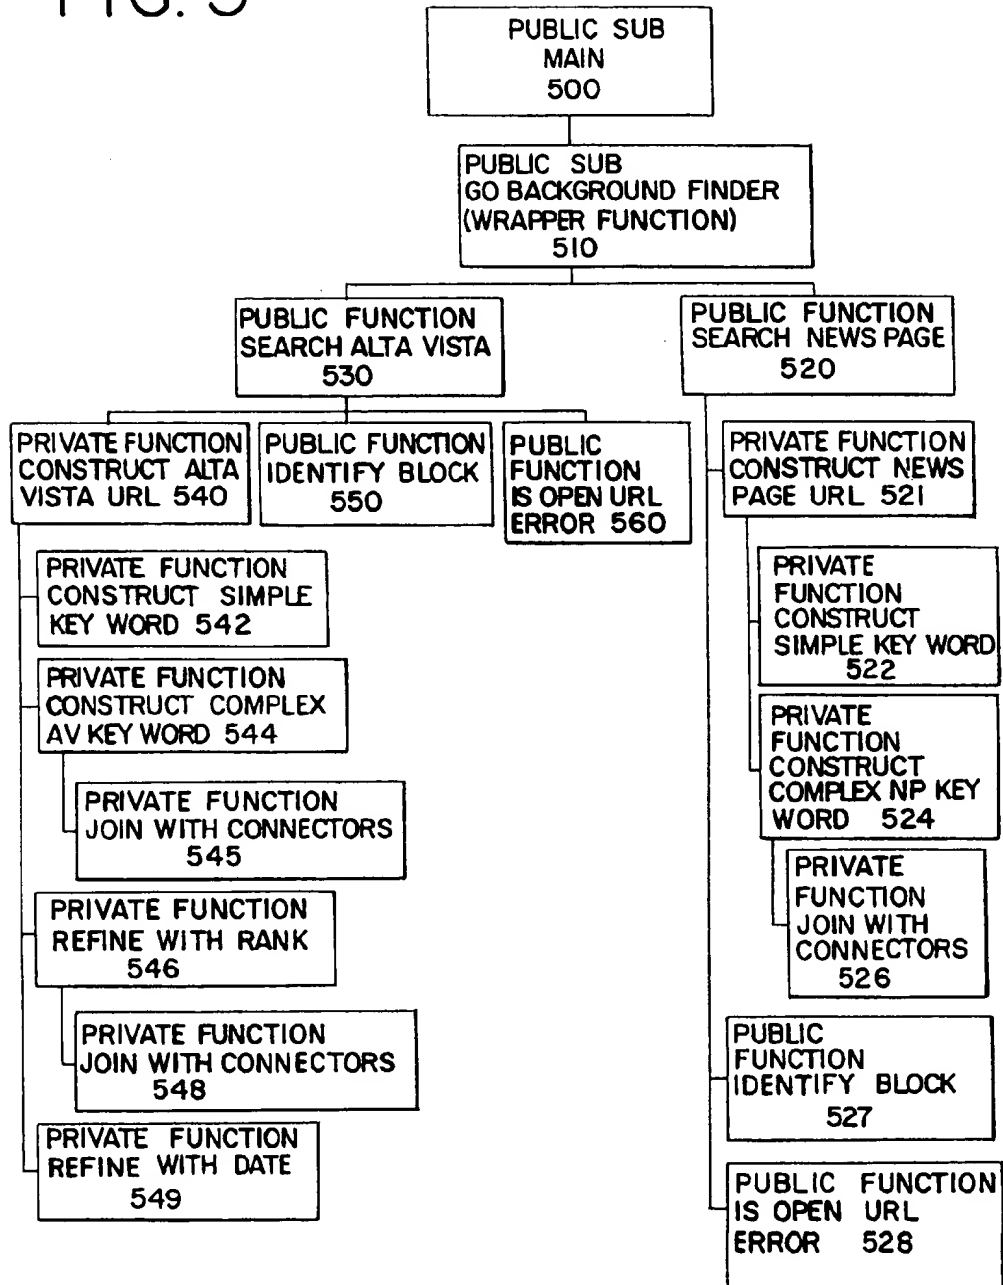 FIG. 5
PUBLIC SUB
MAIN
500
PUBLIC SUB
GO BACKGROUND FINDER
(WRAPPER FUNCTION)
510
PUBLIC FUNCTION
SEARCH ALTA VISTA
530
PUBLIC FUNCTION
SEARCH NEWS PAGE
520
PRIVATE FUNCTION
CONSTRUCT ALTA
VISTA URL 540
PUBLIC FUNCTION
IDENTIFY BLOCK
550
PUBLIC
FUNCTION
IS OPEN URL
ERROR 560
PRIVATE FUNCTION
CONSTRUCT SIMPLE
KEY WORD 542
PRIVATE FUNCTION
CONSTRUCT COMPLEX
AV KEY WORD 544
PRIVATE FUNCTION
JOIN WITH CONNECTORS
545
PRIVATE FUNCTION
REFINE WITH RANK
546
PRIVATE FUNCTION
JOIN WITH CONNECTORS
548
PRIVATE FUNCTION
REFINE WITH DATE
549
PRIVATE FUNCTION
CONSTRUCT NEWS
PAGE URL 521
PRIVATE
FUNCTION
CONSTRUCT
SIMPLE KEY WORD
522
PRIVATE
FUNCTION
CONSTRUCT
COMPLEX NP KEY
WORD 524
PRIVATE
FUNCTION
JOIN WITH
CONNECTORS
526
PUBLIC
FUNCTION
IDENTIFY BLOCK
527
PUBLIC FUNCTION
IS OPEN URL
ERROR 528